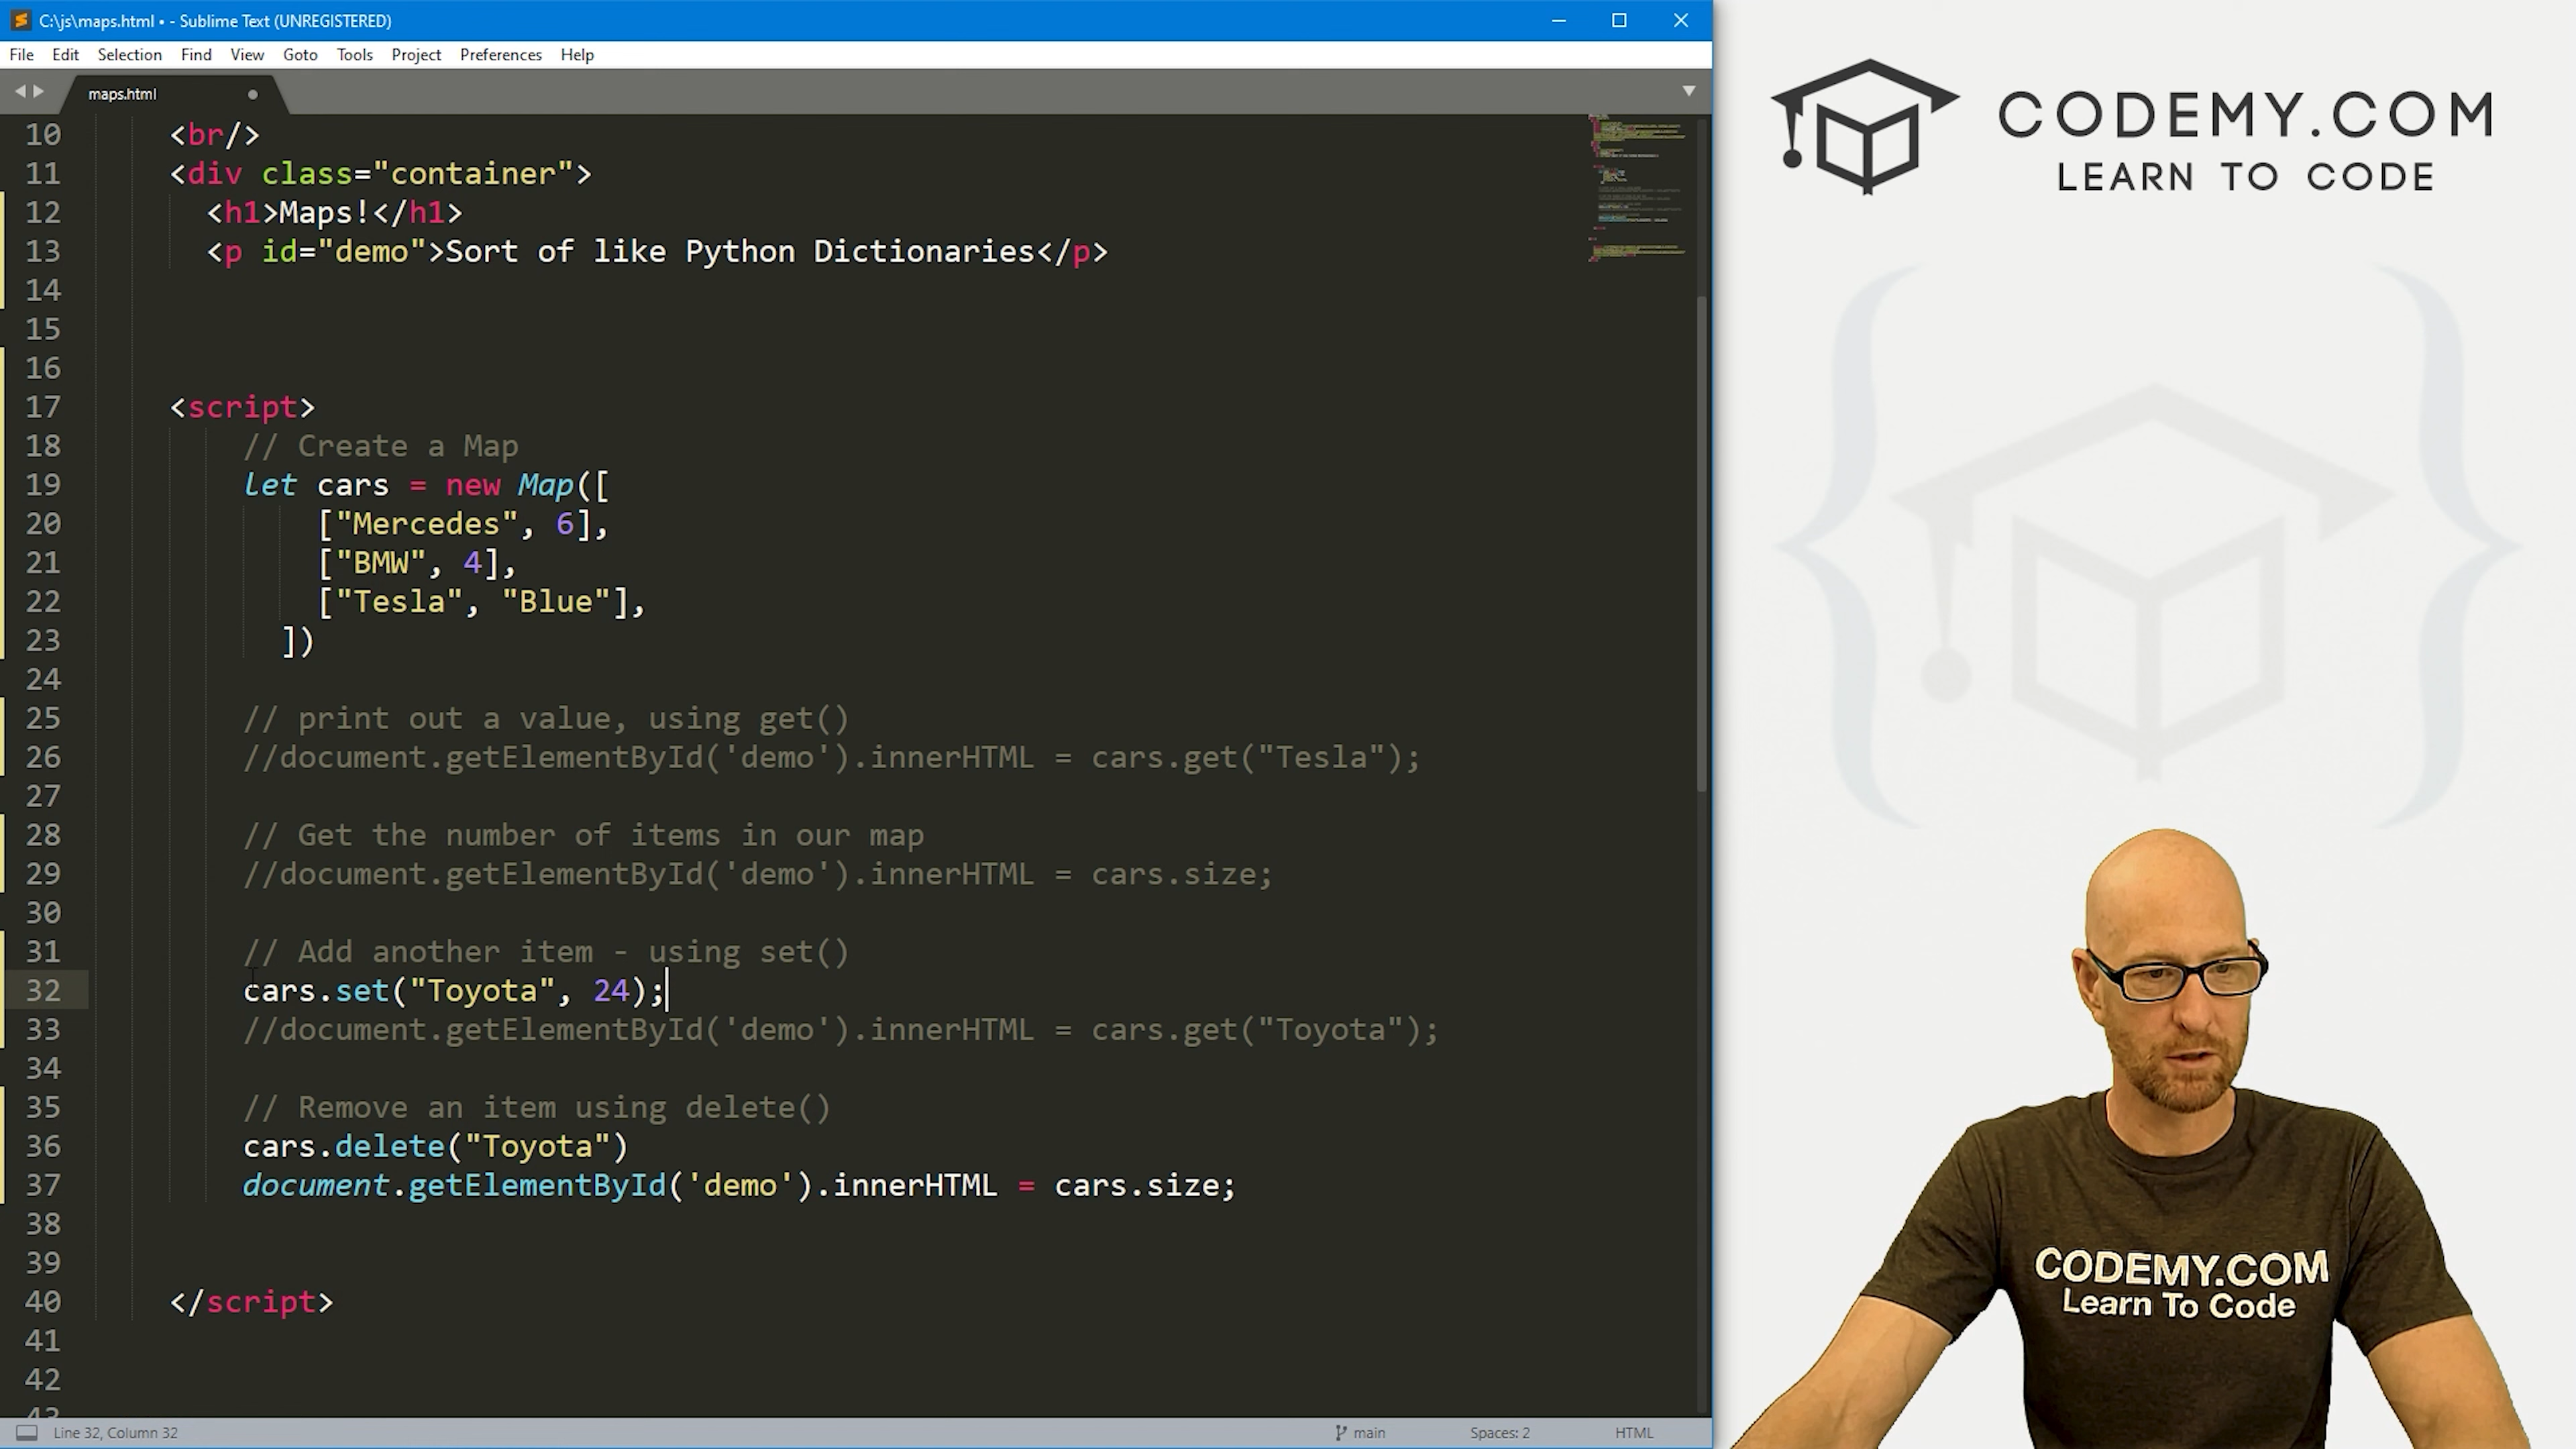 C:\js\maps.html • - Sublime Text (UNREGISTERED)
File Edit Selection Find View Goto Tools Project Preferences Help
maps.html
10 <br/>
11 <div class="container">
12 <h1>Maps!</h1>
13 <p id="demo">Sort of like Python Dictionaries</p>
14
15
16
17 <script>
18 // Create a Map
19 let cars = new Map([
20 ["Mercedes", 6],
21 ["BMW", 4],
22 ["Tesla", "Blue"],
23 ])
24
25 // print out a value, using get()
26 //document.getElementById('demo').innerHTML = cars.get("Tesla");
27
28 // Get the number of items in our map
29 //document.getElementById('demo').innerHTML = cars.size;
30
31 // Add another item - using set()
32 cars.set("Toyota", 24);
33 //document.getElementById('demo').innerHTML = cars.get("Toyota");
34
35 // Remove an item using delete()
36 cars.delete("Toyota")
37 document.getElementById('demo').innerHTML = cars.size;
38
39
40 </script>
41
42
43
Line 32, Column 32 main Spaces: 2 HTML
CODEMY.COM
LEARN TO CODE
CODEMY.COM
Learn To Code